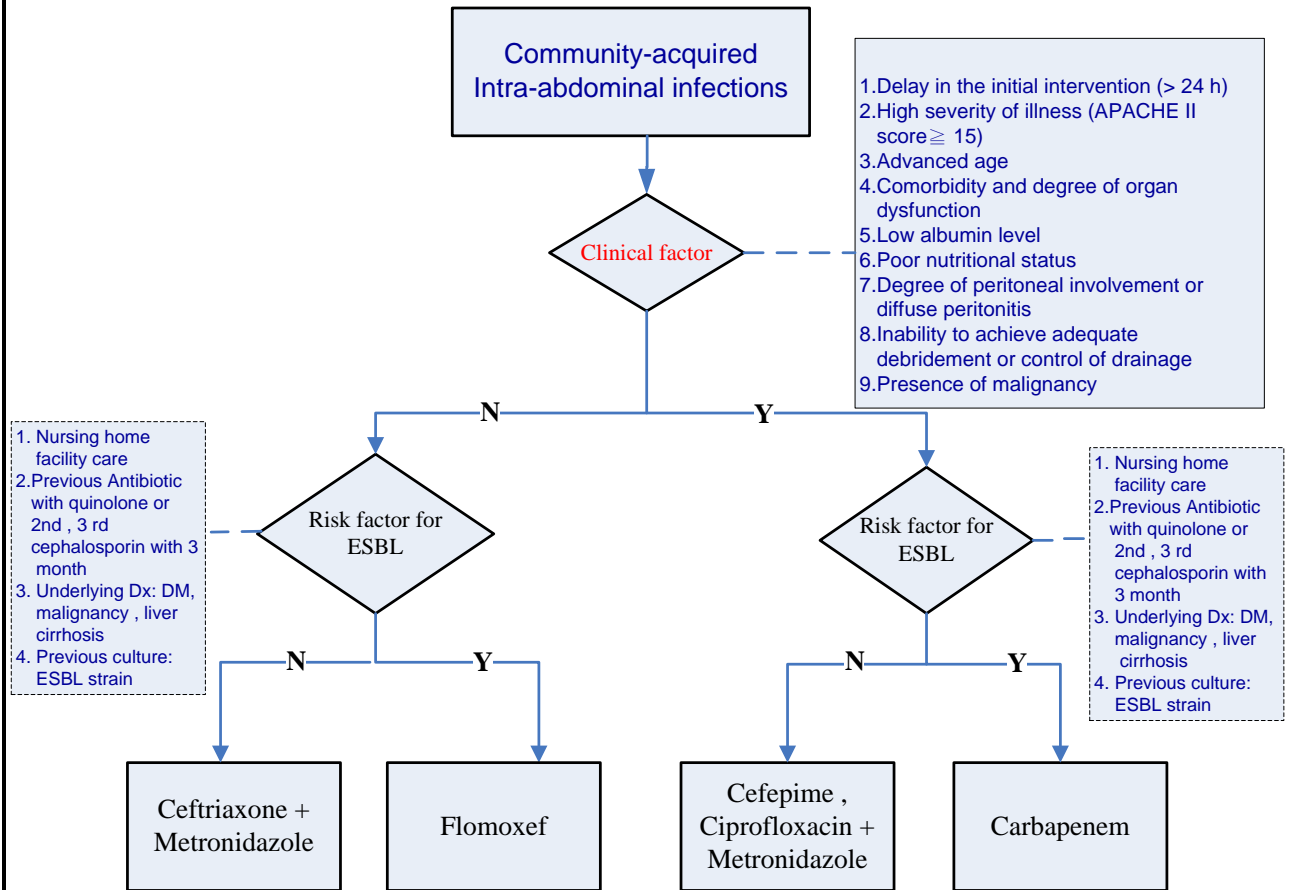 Community-acquired
Intra-abdominal infections
1.Delay in the initial intervention (> 24 h)
2.High severity of illness (APACHE II
score≧ 15)
3.Advanced age
4.Comorbidity and degree of organ
dysfunction
5.Low albumin level
6.Poor nutritional status
7.Degree of peritoneal involvement or
diffuse peritonitis
8.Inability to achieve adequate
debridement or control of drainage
9.Presence of malignancy
Clinical factor
N
Y
1. Nursing home
facility care
2.Previous Antibiotic
with quinolone or
2nd , 3 rd
cephalosporin with 3
month
3. Underlying Dx: DM,
malignancy , liver
cirrhosis
4. Previous culture:
ESBL strain
Risk factor for
ESBL
Risk factor for
ESBL
1. Nursing home
facility care
2.Previous Antibiotic
with quinolone or
2nd , 3 rd
cephalosporin with
3 month
3. Underlying Dx: DM,
malignancy , liver
cirrhosis
4. Previous culture:
ESBL strain
N
Y
N
Y
Ceftriaxone +
Metronidazole
Flomoxef
Cefepime ,
Ciprofloxacin +
Metronidazole
Carbapenem